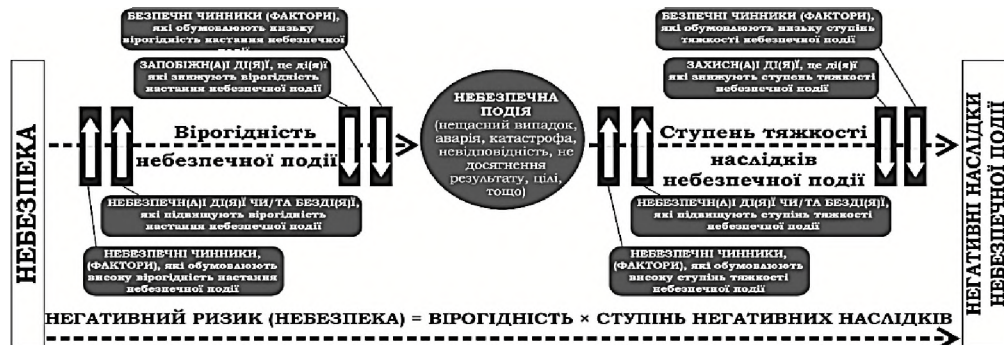 НЕБЕЗПЕКА
БЕЗПЕЧНІ ЧИННИКИ (ФАКТОРИ),
які обумовлюють низьку
вірогідність настання небезпечної
події
ЗАПОБІЖН(А)І ДІ(Я)Ї, це ді(я)ї
які знижують вірогідність
настання небезпечної події
Вірогідність
небезпечної події
НЕБЕЗПЕЧН(А)І ДІ(Я)Ї ЧИ/ТА БЕЗДІ(Я)Ї,
які підвищують вірогідність
настання небезпечної події
НЕБЕЗПЕЧНІ ЧИННИКИ,
(ФАКТОРИ), які обумовлюють
високу вірогідність настання
небезпечної події
НЕБЕЗПЕЧНА
ПОДІЯ
(нещасний випадок,
аварія, катастрофа,
невідповідність, не
досягнення
результату, цілі,
тощо)
БЕЗПЕЧНІ ЧИННИКИ (ФАКТОРИ),
які обумовлюють низьку ступінь
тяжкості небезпечної події
ЗАХИСН(А)І ДІ(Я)Ї, це ді(я)ї
які знижують ступень тяжкості
небезпечної події
Ступень тяжкості
наслідків
небезпечної події
НЕБЕЗПЕЧН(А)І ДІ(Я)Ї ЧИ/ТА БЕЗДІ(Я)Ї,
які підвищують ступінь тяжкості
небезпечної події
НЕБЕЗПЕЧНІ ЧИННИКИ,
(ФАКТОРИ), які обумовлюють
високу ступінь тяжкості
небезпечної події
НЕГАТИВНІ НАСЛІДКИ
НЕБЕЗПЕЧНОЇ ПОДІЇ
НЕГАТИВНИЙ РИЗИК (НЕБЕЗПЕКА) = ВІРОГІДНІСТЬ × СТУПІНЬ НЕГАТИВНИХ НАСЛІДКІВ